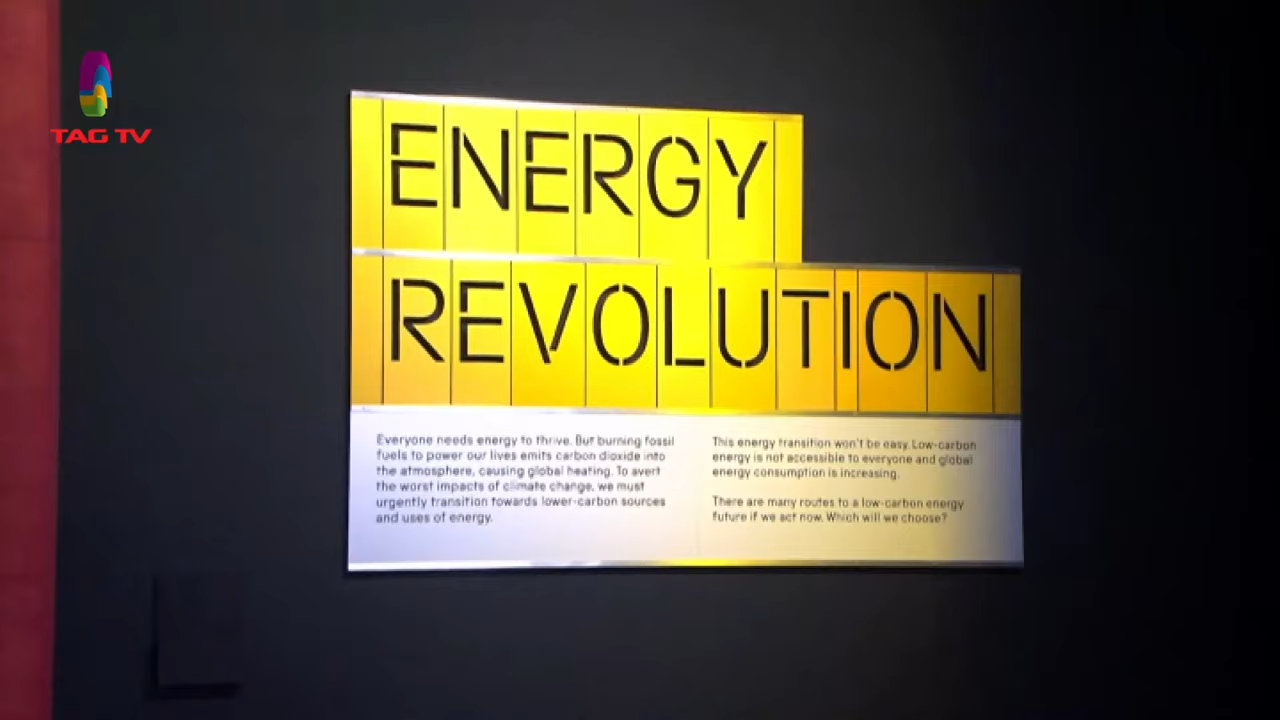 TAG TV
ENERGY
REVOLUTION
Everyone needs energy to thrive. But burning fossil
fuels to power our lives emits carbon dioxide into
the atmosphere, causing global heating. To avert
the worst impacts of climate change, we must
urgently transition towards lower-carbon sources
and uses of energy.
This energy transition won't be easy. Low-carbon
energy is not accessible to everyone and global
energy consumption is increasing.
There are many routes to a low-carbon energy
future if we act now. Which will we choose?